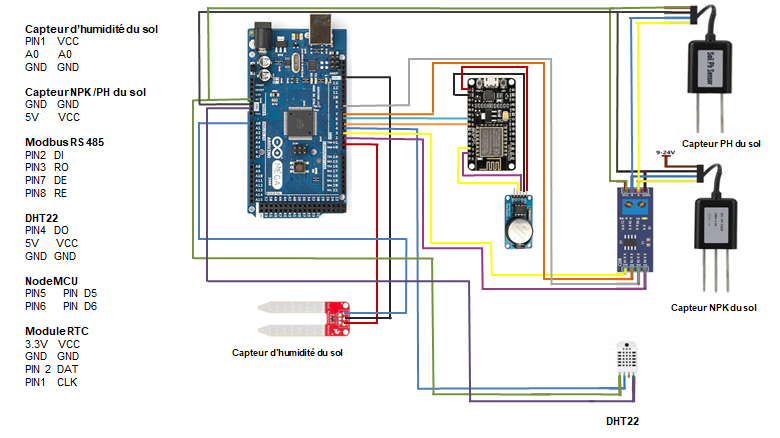 Capteur d'humidité du sol
PIN1 VCC
A0 A0
GND GND
Capteur NPK /PH du sol
GND GND
5V VCC
Modbus RS 485
PIN2 DI
PIN3 RO
PIN7 DE
PIN8 RE
DHT22
PIN4 DO
5V VCC
GND GND
NodeMCU
PIN5 PIN D5
PIN6 PIN D6
Module RTC
3.3V VCC
GND GND
PIN 2 DAT
PIN1 CLK
ARDUINO
MEGA
Soil Ph Sensor
Capteur PH du sol
9-24V
Capteur NPK du sol
Capteur d'humidité du sol
DHT22